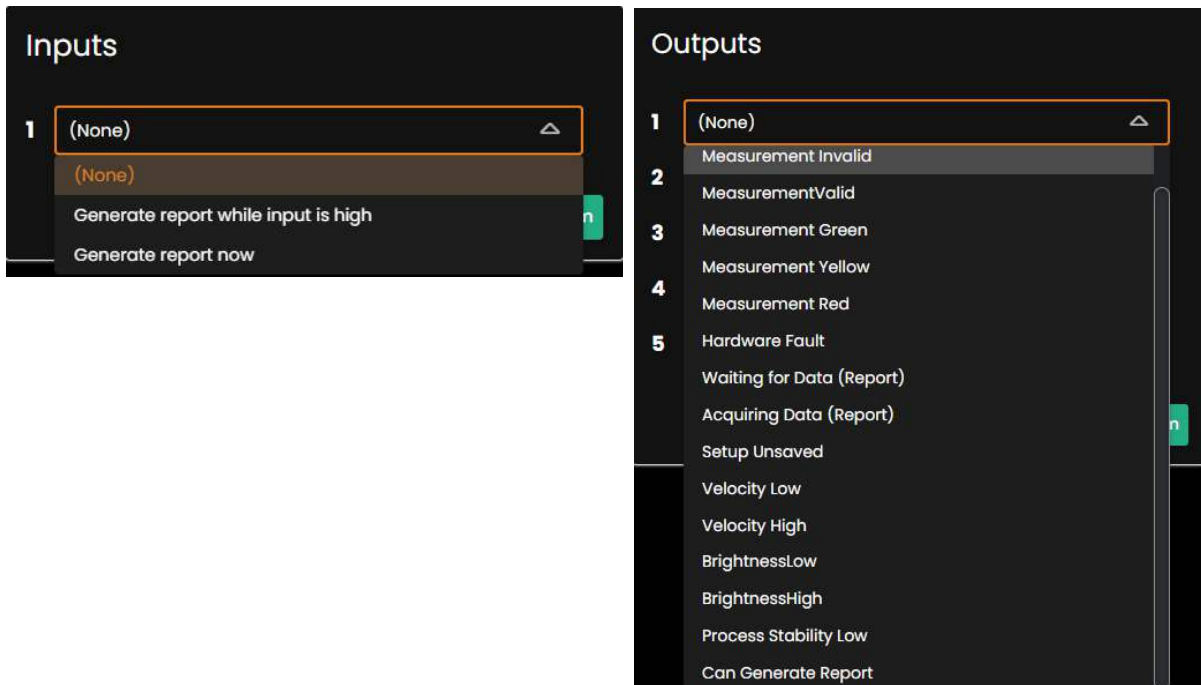 Inputs
1 (None)
(None)
Generate report while input is high
n
Generate report now
Outputs
1 (None)
Measurement Invalid
2
MeasurementValid
3 Measurement Green
Measurement Yellow
4
Measurement Red
5 Hardware Fault
Waiting for Data (Report)
Acquiring Data (Report)
n
Setup Unsaved
Velocity Low
Velocity High
BrightnessLow
BrightnessHigh
Process Stability Low
Can Generate Report